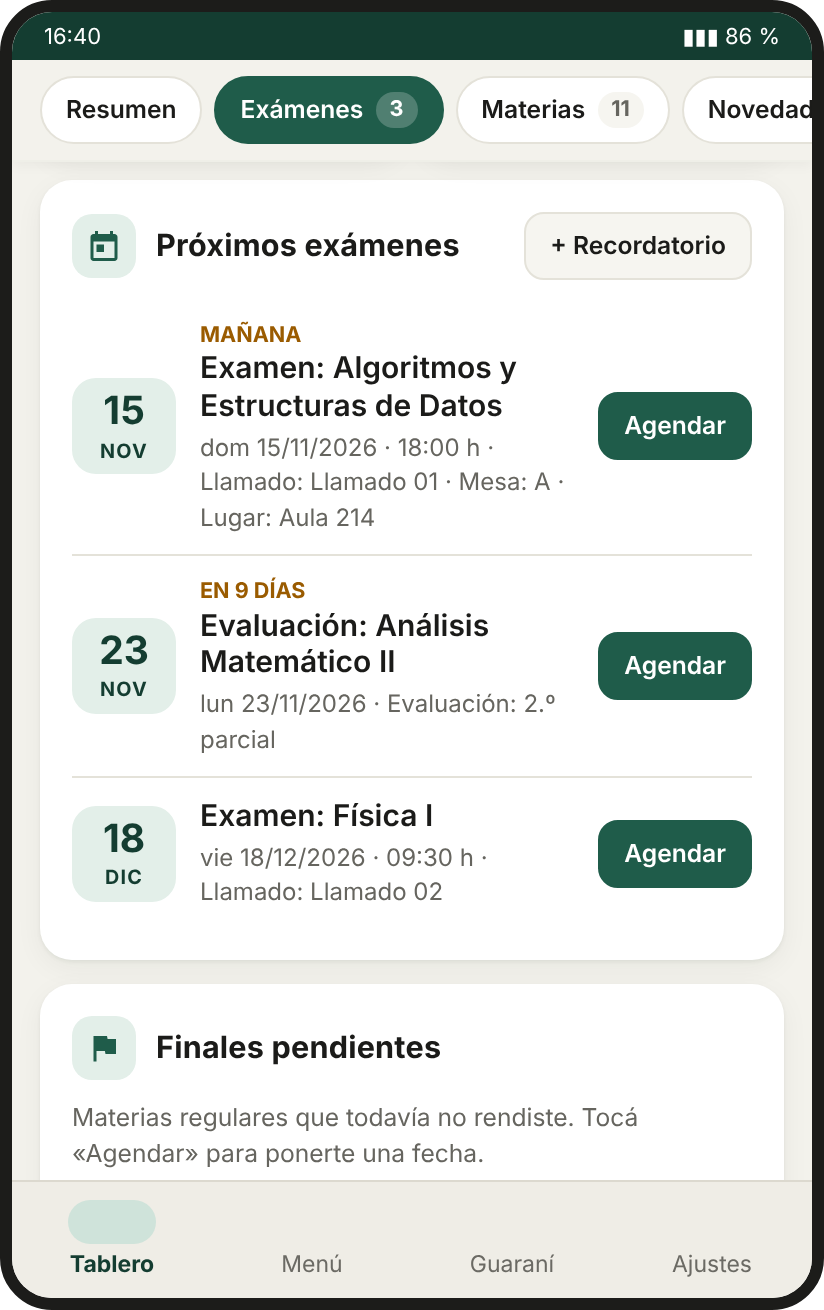 16:40
86 %
Resumen
Exámenes 3
Materias 11
Novedad
Próximos exámenes
+ Recordatorio
15
NOV
MAÑANA
Examen: Algoritmos y
Estructuras de Datos
dom 15/11/2026 · 18:00 h ·
Llamado: Llamado 01 · Mesa: A ·
Lugar: Aula 214
Agendar
23
NOV
EN 9 DÍAS
Evaluación: Análisis
Matemático II
lun 23/11/2026 · Evaluación: 2.º
parcial
Agendar
18
DIC
Examen: Física I
vie 18/12/2026 · 09:30 h ·
Llamado: Llamado 02
Agendar
Finales pendientes
Materias regulares que todavía no rendiste. Tocá
«Agendar» para ponerte una fecha.
Tablero
Menú
Guaraní
Ajustes